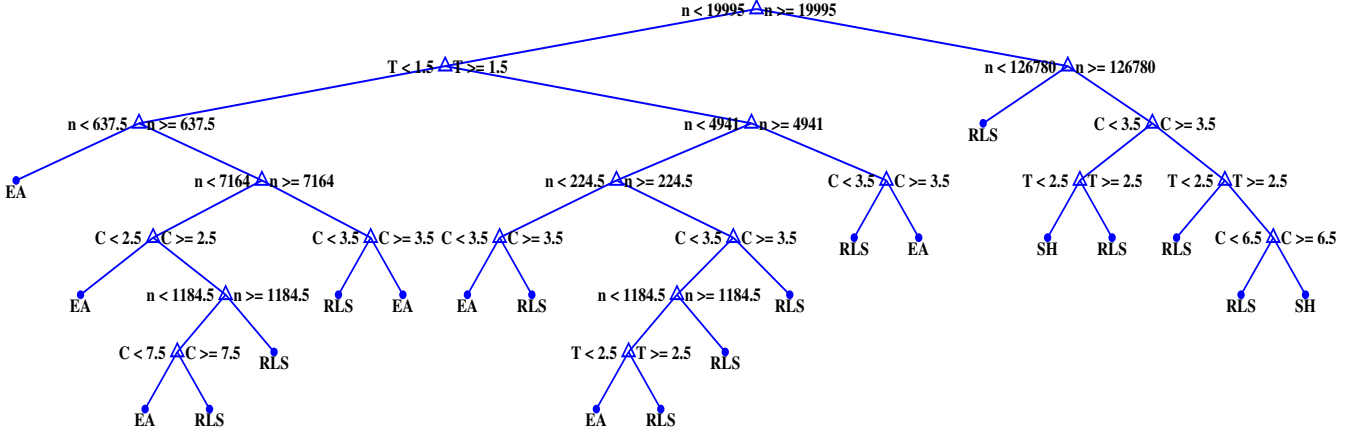 n < 19995 n >= 19995
T < 1.5 T >= 1.5 n < 126780 n >= 126780
n < 637.5 n >= 637.5 n < 4941 n >= 4941 RLS C < 3.5 C >= 3.5
EA n < 7164 n >= 7164 n < 224.5 n >= 224.5 C < 3.5 C >= 3.5 T < 2.5 T >= 2.5 T < 2.5 T >= 2.5
C < 2.5 C >= 2.5 C < 3.5 C >= 3.5 C < 3.5 C >= 3.5 C < 3.5 C >= 3.5 RLS EA SH RLS RLS C < 6.5 C >= 6.5
EA n < 1184.5 n >= 1184.5 RLS EA EA RLS n < 1184.5 n >= 1184.5 RLS RLS SH
C < 7.5 C >= 7.5 RLS T < 2.5 T >= 2.5 RLS
EA RLS EA RLS